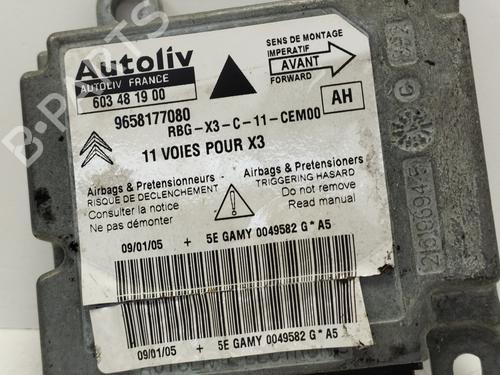 Autoliv
AUTOLIV FRANCE
603 48 19 00
SENS DE MONTAGE
IMPERATIF
AVANT
FORWARD
9658177080
RBG-X3-C-11-CEM00
AH
11 VOIES POUR X3
Airbags & Pretensionneurs
RISQUE DE DECLENCHEMENT
Consulter la notice
Ne pas démonter
Airbags & Pretensioners
TRIGGERING HASARD
Do not remove
Read manual
09/01/05 + 5E GAMY 0049582 G* A5
09/01/05 + 5E GAMY 0049582 G* A5